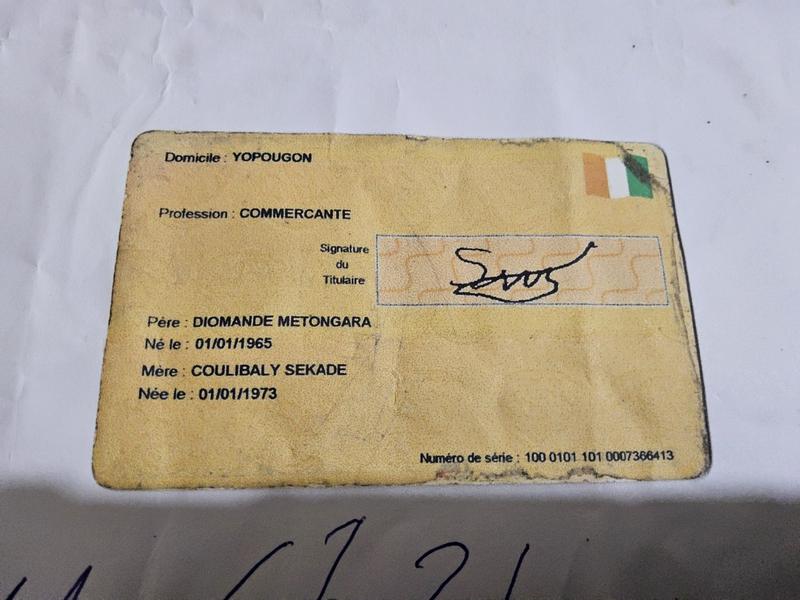 Domicile : YOPOUGON
Profession : COMMERCANTE
Signature
du
Titulaire
Père : DIOMANDE METONGARA
Né le : 01/01/1965
Mère : COULIBALY SEKADE
Née le : 01/01/1973
Numéro de série : 100 0101 101 0007366413